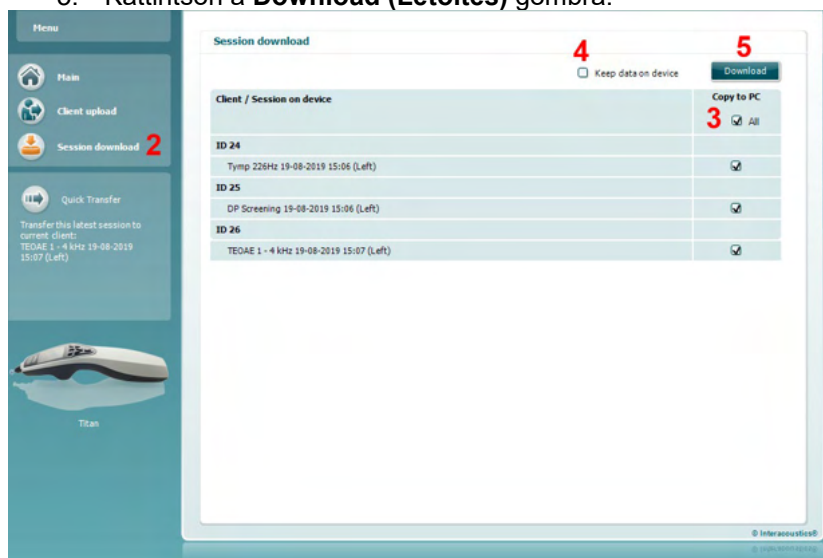 5. Kattintson a Download (Letöltés) gombra.
Menu
Main
Client upload
Session download 2
Quick Transfer
Transfer this latest session to
current client:
TEOAE 1 - 4 kHz 19-08-2019
15:07 (Left)
Titan
Session download
4
5
Keep data on device
Download
Client / Session on device
Copy to PC
3
All
ID 24
Tymp 226Hz 19-08-2019 15:06 (Left)
ID 25
DP Screening 19-08-2019 15:06 (Left)
ID 26
TEOAE 1 - 4 kHz 19-08-2019 15:07 (Left)
© Interacoustics®